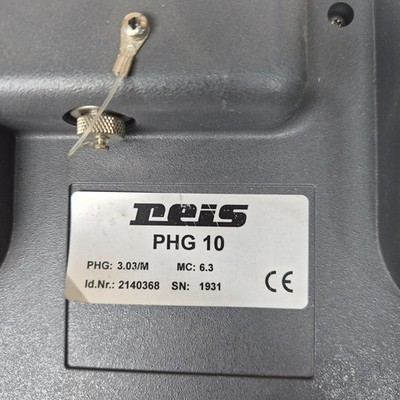 reis
PHG 10
PHG: 3.03/M MC: 6.3
Id.Nr.: 2140368 SN: 1931
CE